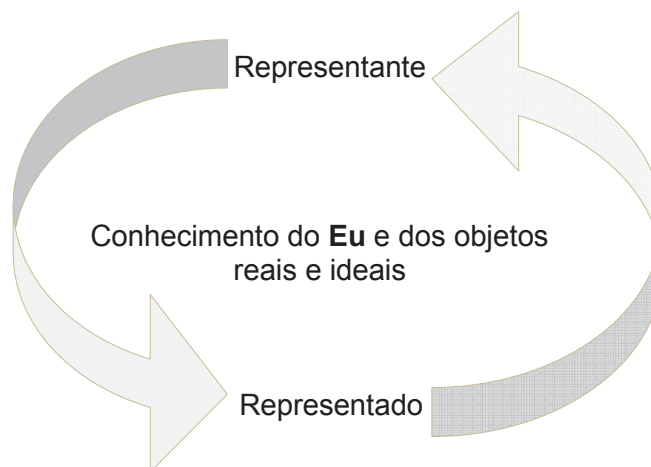 Representante
Conhecimento do Eu e dos objetos
reais e ideais
Representado